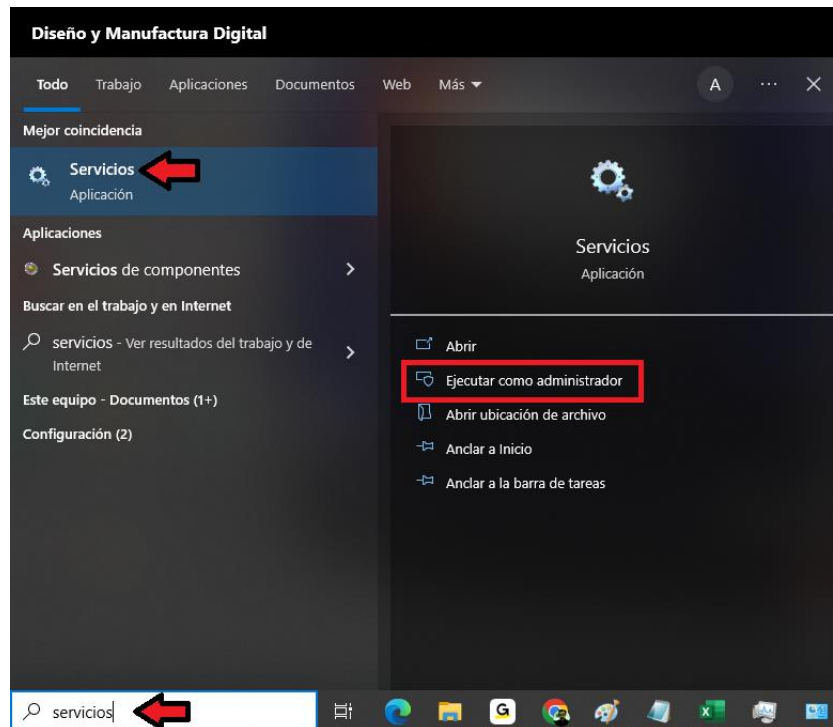 Diseño y Manufactura Digital
Todo Trabajo Aplicaciones Documentos Web Más A ... 
Mejor coincidencia
Servicios
Aplicación
Aplicaciones
Servicios de componentes
Buscar en el trabajo y en Internet
servicios - Ver resultados del trabajo y de
Internet
Este equipo - Documentos (1+)
Configuración (2)
Servicios
Aplicación
Abrir
Ejecutar como administrador
Abrir ubicación de archivo
Anclar a Inicio
Anclar a la barra de tareas
servicios
G